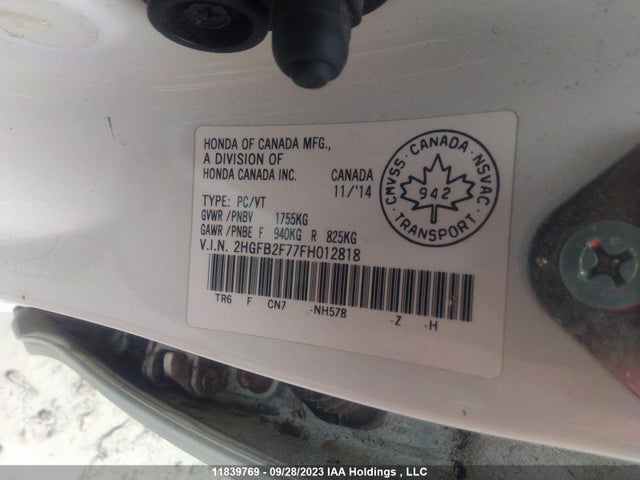 HONDA OF CANADA MFG.,
A DIVISION OF
HONDA CANADA INC. CANADA
11/'14
TYPE: PC/VT
GVWR /PNBV 1755KG
GAWR /PNBE F 940KG R 825KG
V.I.N. 2HGFB2F77FH012818
TR6 F CN7 -NH578 -Z -H
CMVSS · CANADA · NSVAC
942
TRANSPORT
11839769 - 09/28/2023 IAA Holdings , LLC